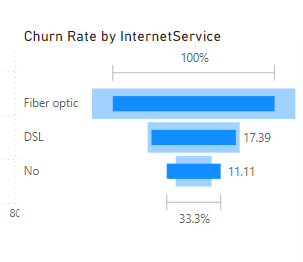 Churn Rate by InternetService
100%
Fiber optic
DSL 17.39
No 11.11
33.3%
80